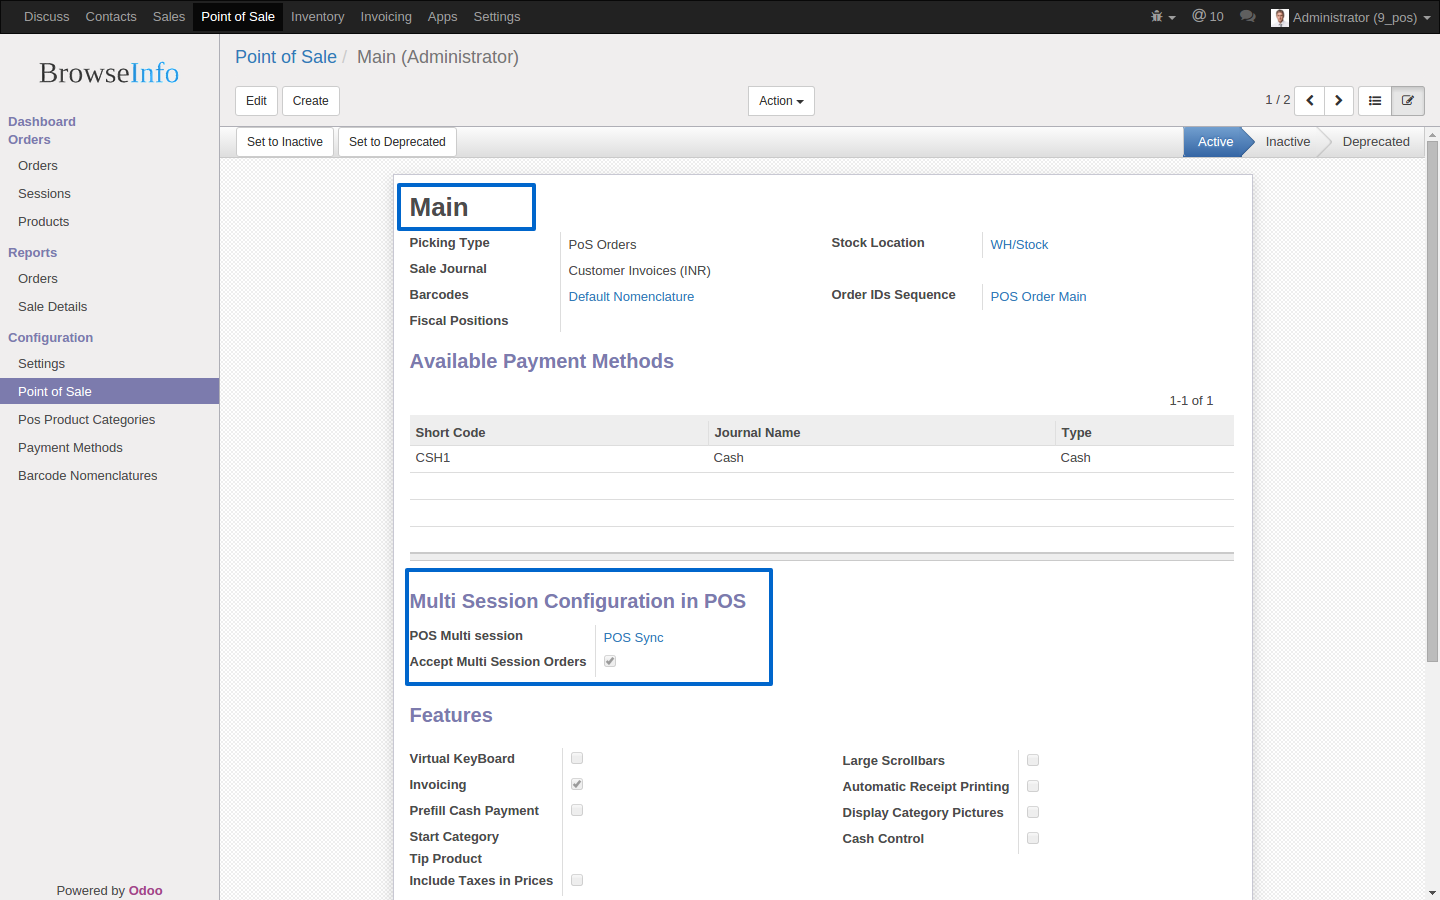 Discuss Contacts Sales Point of Sale Inventory Invoicing Apps Settings @ 10 Administrator (9_pos)
BrowseInfo
Dashboard
Orders
Orders
Sessions
Products
Reports
Orders
Sale Details
Configuration
Settings
Point of Sale
Pos Product Categories
Payment Methods
Barcode Nomenclatures
Powered by Odoo
Point of Sale / Main (Administrator)
Edit Create Action 1 / 2
Set to Inactive Set to Deprecated Active Inactive Deprecated
Main
Picking Type PoS Orders Stock Location WH/Stock
Sale Journal Customer Invoices (INR)
Barcodes Default Nomenclature Order IDs Sequence POS Order Main
Fiscal Positions
Available Payment Methods
1-1 of 1
Short Code Journal Name Type
CSH1 Cash Cash
Multi Session Configuration in POS
POS Multi session POS Sync
Accept Multi Session Orders
Features
Virtual KeyBoard Large Scrollbars
Invoicing Automatic Receipt Printing
Prefill Cash Payment Display Category Pictures
Start Category Cash Control
Tip Product
Include Taxes in Prices